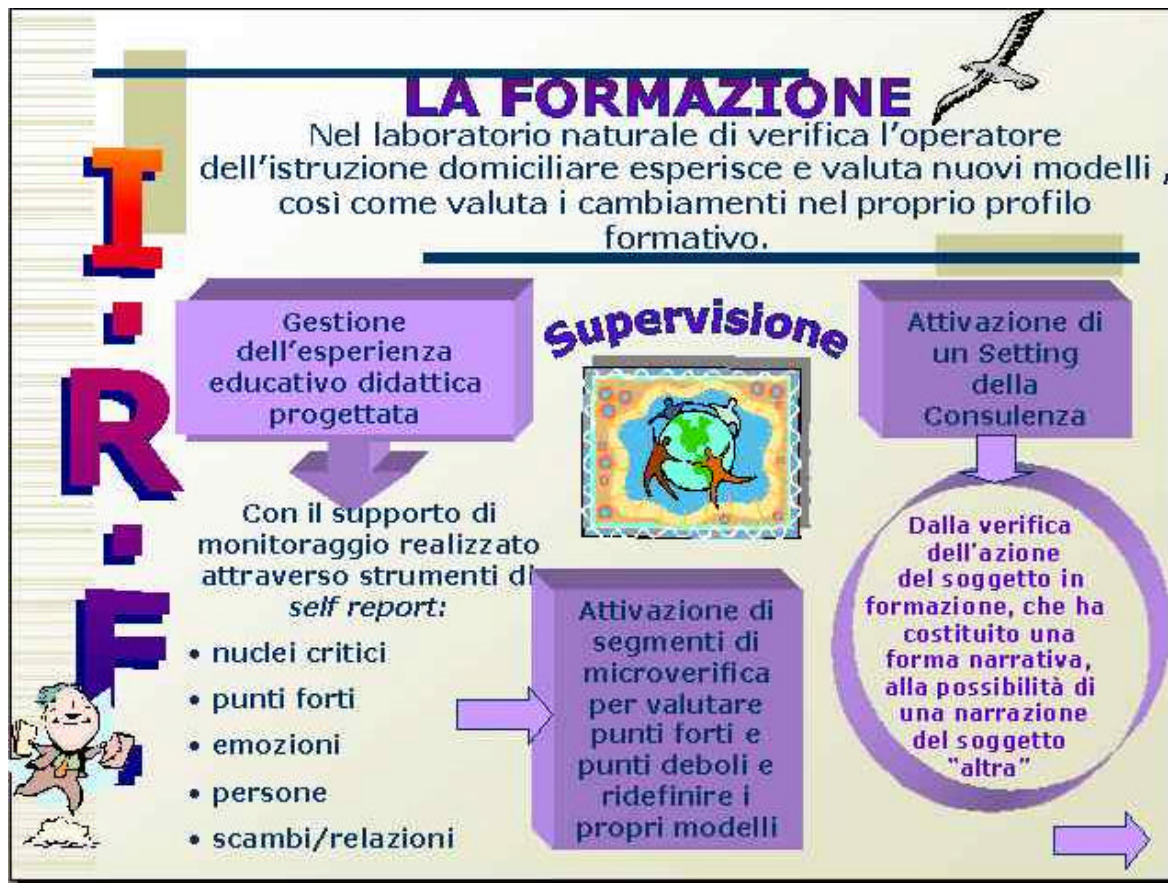 LA FORMAZIONE
Nel laboratorio naturale di verifica l'operatore
dell'istruzione domiciliare esperisce e valuta nuovi modelli ,
così come valuta i cambiamenti nel proprio profilo
formativo.
I.R.F.
Gestione
dell'esperienza
educativo didattica
progettata
Con il supporto di
monitoraggio realizzato
attraverso strumenti di
self report:
• nuclei critici
• punti forti
• emozioni
• persone
• scambi/relazioni
Supervisione
Attivazione di
segmenti di
microverifica
per valutare
punti forti e
punti deboli e
ridefinire i
propri modelli
Attivazione di
un Setting
della
Consulenza
Dalla verifica
dell'azione
del soggetto in
formazione, che ha
costituito una
forma narrativa,
alla possibilità di
una narrazione
del soggetto
"altra"